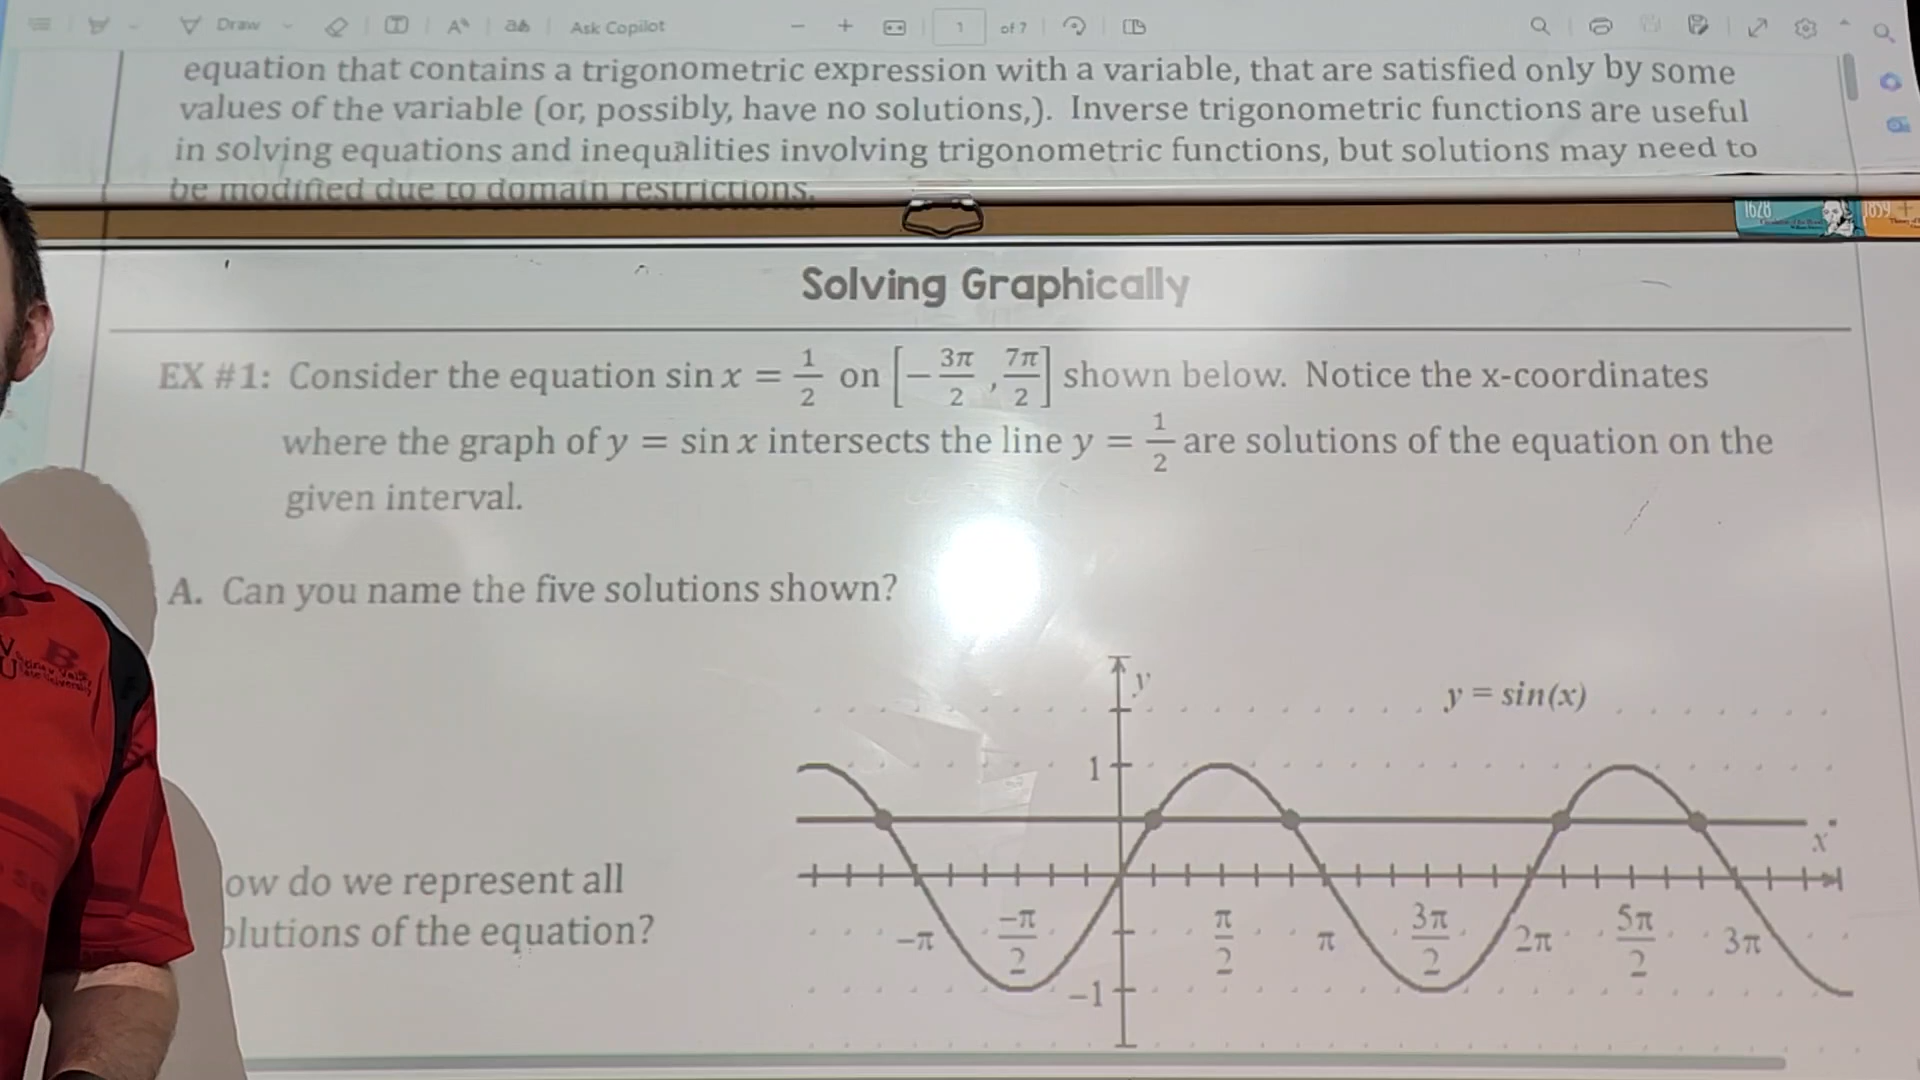 Draw
aあ
Ask Copilot
1
of 7
equation that contains a trigonometric expression with a variable, that are satisfied only by some
values of the variable (or, possibly, have no solutions,). Inverse trigonometric functions are useful
in solving equations and inequalities involving trigonometric functions, but solutions may need to
be modified due to domain restrictions.
1628
1859
Solving Graphically
EX #1: Consider the equation sin x = 1/2 on [−3π/2, 7π/2] shown below. Notice the x-coordinates
where the graph of y = sin x intersects the line y = 1/2 are solutions of the equation on the
given interval.
A. Can you name the five solutions shown?
y
y = sin(x)
1
x
ow do we represent all
olutions of the equation?
−π
−π/2
π/2
π
3π/2
2π
5π/2
3π
−1